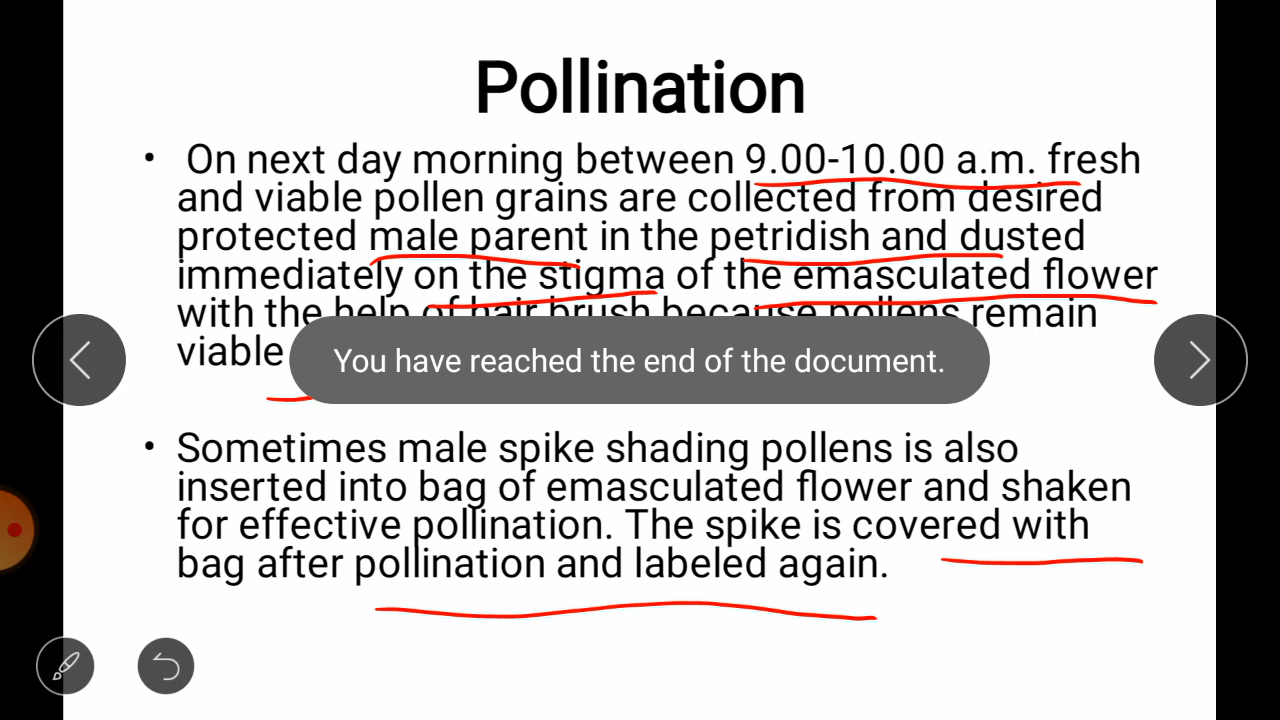 Pollination
• On next day morning between 9.00-10.00 a.m. fresh
and viable pollen grains are collected from desired
protected male parent in the petridish and dusted
immediately on the stigma of the emasculated flower
with the help of hair brush because pollens remain
viable
You have reached the end of the document.
• Sometimes male spike shading pollens is also
inserted into bag of emasculated flower and shaken
for effective pollination. The spike is covered with
bag after pollination and labeled again.